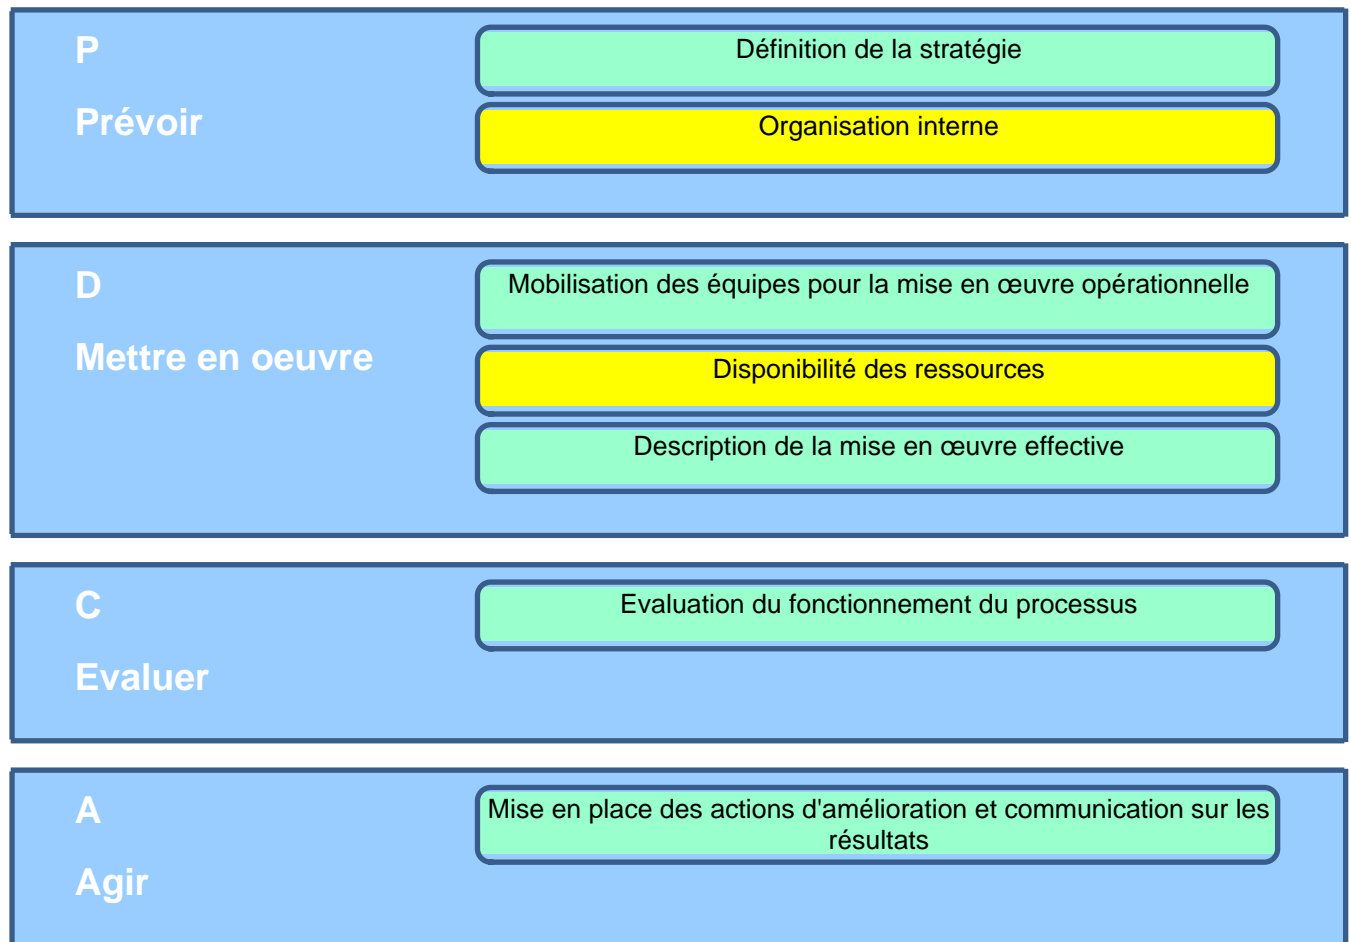 P
Définition de la stratégie
Prévoir
Organisation interne
D
Mobilisation des équipes pour la mise en œuvre opérationnelle
Mettre en oeuvre
Disponibilité des ressources
Description de la mise en œuvre effective
C
Evaluation du fonctionnement du processus
Evaluer
A
Mise en place des actions d'amélioration et communication sur les
résultats
Agir